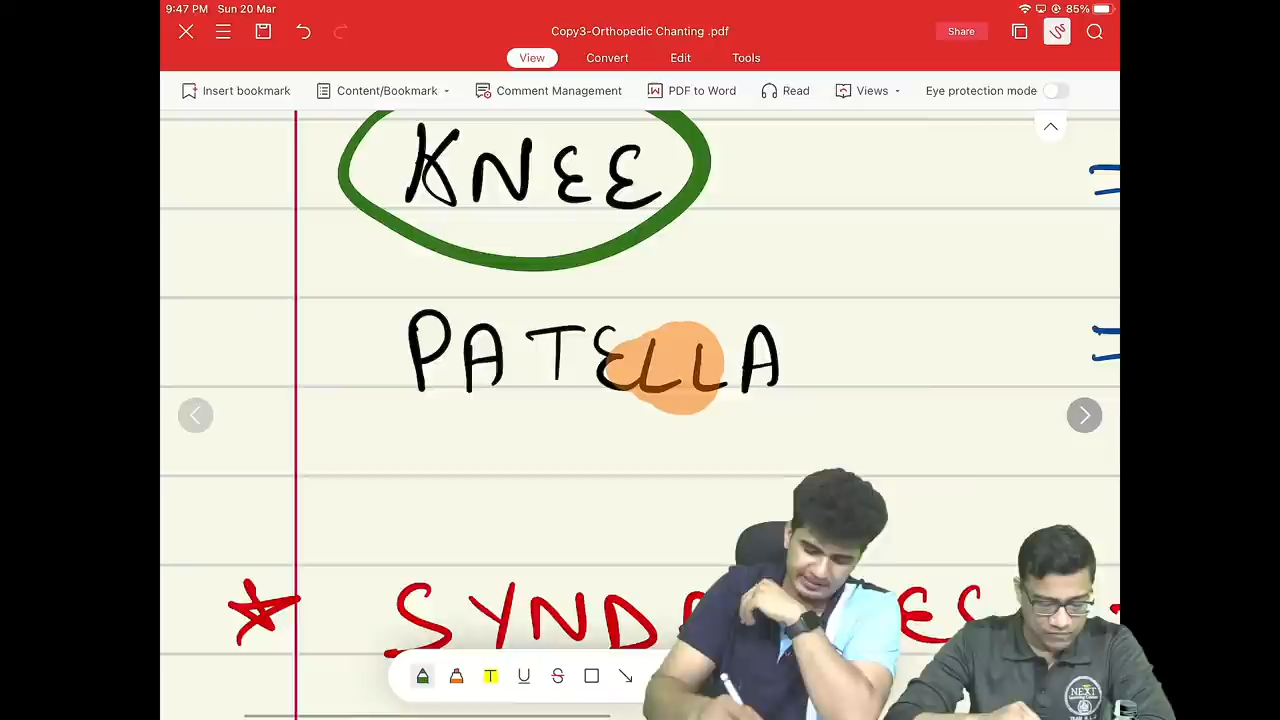 9:47 PM Sun 20 Mar 85%
Copy3-Orthopedic Chanting .pdf
Share
View Convert Edit Tools
Insert bookmark Content/Bookmark Comment Management PDF to Word Read Views Eye protection mode
KNEE =
PATELLA =
SYND ES
T U S
NEXT